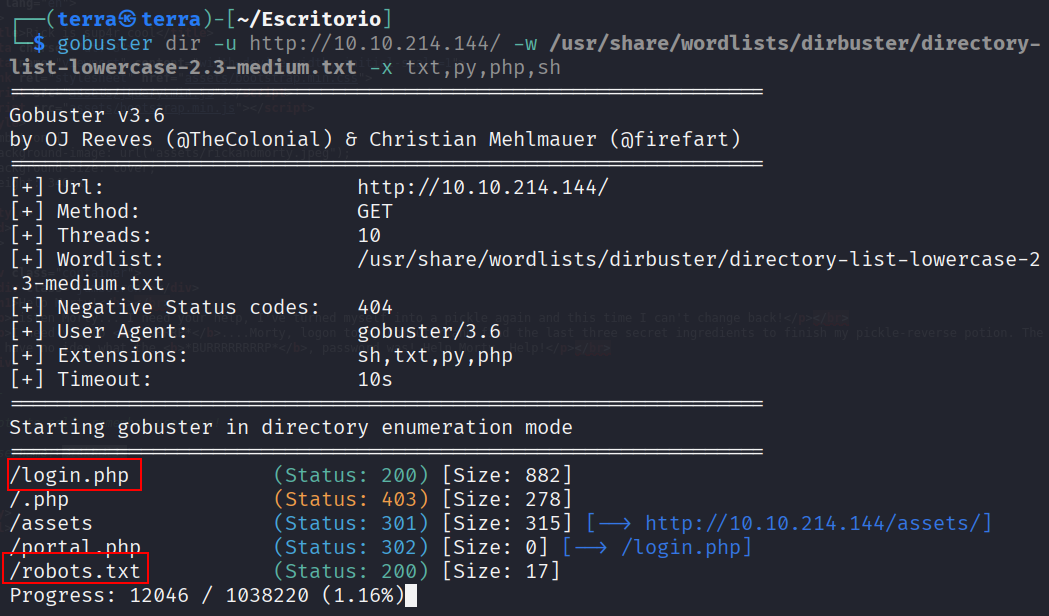 ┌──(terra㉿terra)-[~/Escritorio]
└─$ gobuster dir -u http://10.10.214.144/ -w /usr/share/wordlists/dirbuster/directory-
list-lowercase-2.3-medium.txt -x txt,py,php,sh
===============================================================
Gobuster v3.6
by OJ Reeves (@TheColonial) & Christian Mehlmauer (@firefart)
===============================================================
[+] Url:                     http://10.10.214.144/
[+] Method:                  GET
[+] Threads:                 10
[+] Wordlist:                /usr/share/wordlists/dirbuster/directory-list-lowercase-2
.3-medium.txt
[+] Negative Status codes:   404
[+] User Agent:              gobuster/3.6
[+] Extensions:              sh,txt,py,php
[+] Timeout:                 10s
===============================================================
Starting gobuster in directory enumeration mode
===============================================================
/login.php            (Status: 200) [Size: 882]
/.php                 (Status: 403) [Size: 278]
/assets               (Status: 301) [Size: 315] [--> http://10.10.214.144/assets/]
/portal.php           (Status: 302) [Size: 0] [--> /login.php]
/robots.txt           (Status: 200) [Size: 17]
Progress: 12046 / 1038220 (1.16%)